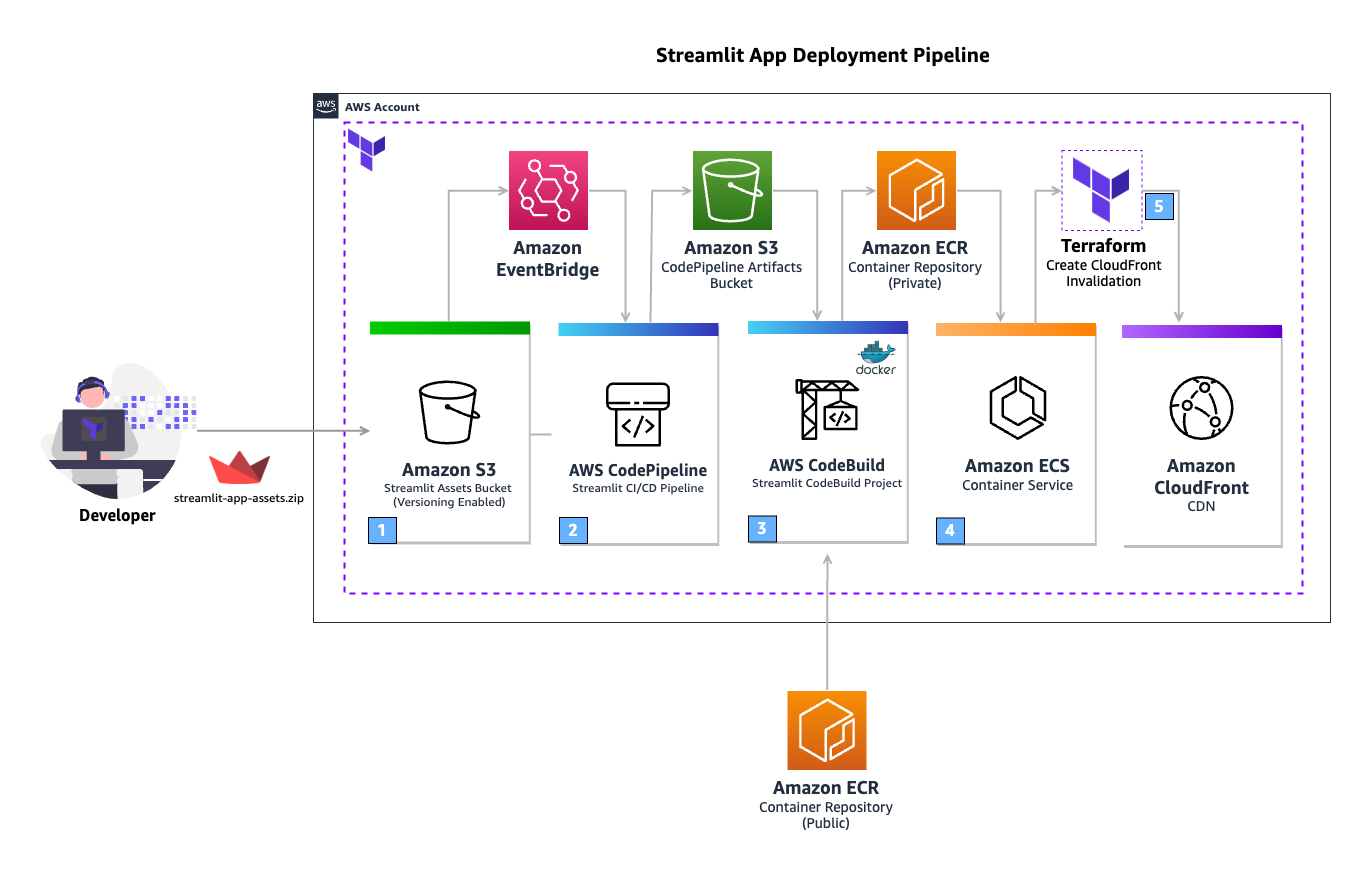 Streamlit App Deployment Pipeline
aws
AWS Account
Amazon
EventBridge
Amazon S3
CodePipeline Artifacts
Bucket
Amazon ECR
Container Repository
(Private)
5
Terraform
Create CloudFront
Invalidation
docker
Amazon S3
Streamlit Assets Bucket
(Versioning Enabled)
1
</>
AWS CodePipeline
Streamlit CI/CD Pipeline
2
</>
AWS CodeBuild
Streamlit CodeBuild Project
3
Amazon ECS
Container Service
4
Amazon
CloudFront
CDN
streamlit-app-assets.zip
Developer
Amazon ECR
Container Repository
(Public)